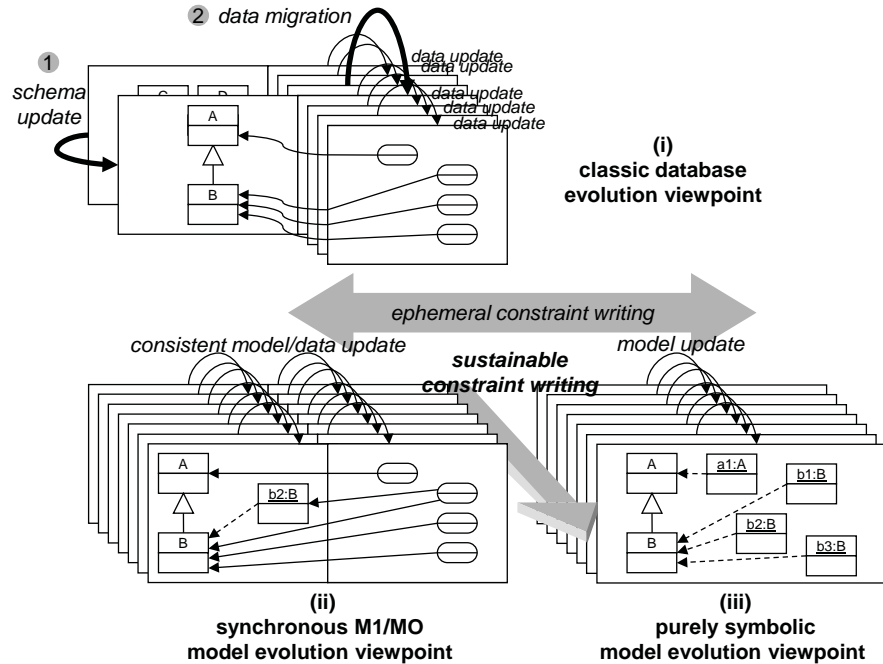 2 data migration
1
schema
update
data update
data update
data update
data update
data update
A
B
(i)
classic database
evolution viewpoint
ephemeral constraint writing
consistent model/data update
sustainable
constraint writing
model update
A
b2:B
B
A
a1:A
b1:B
b2:B
B
b3:B
(ii)
synchronous M1/MO
model evolution viewpoint
(iii)
purely symbolic
model evolution viewpoint